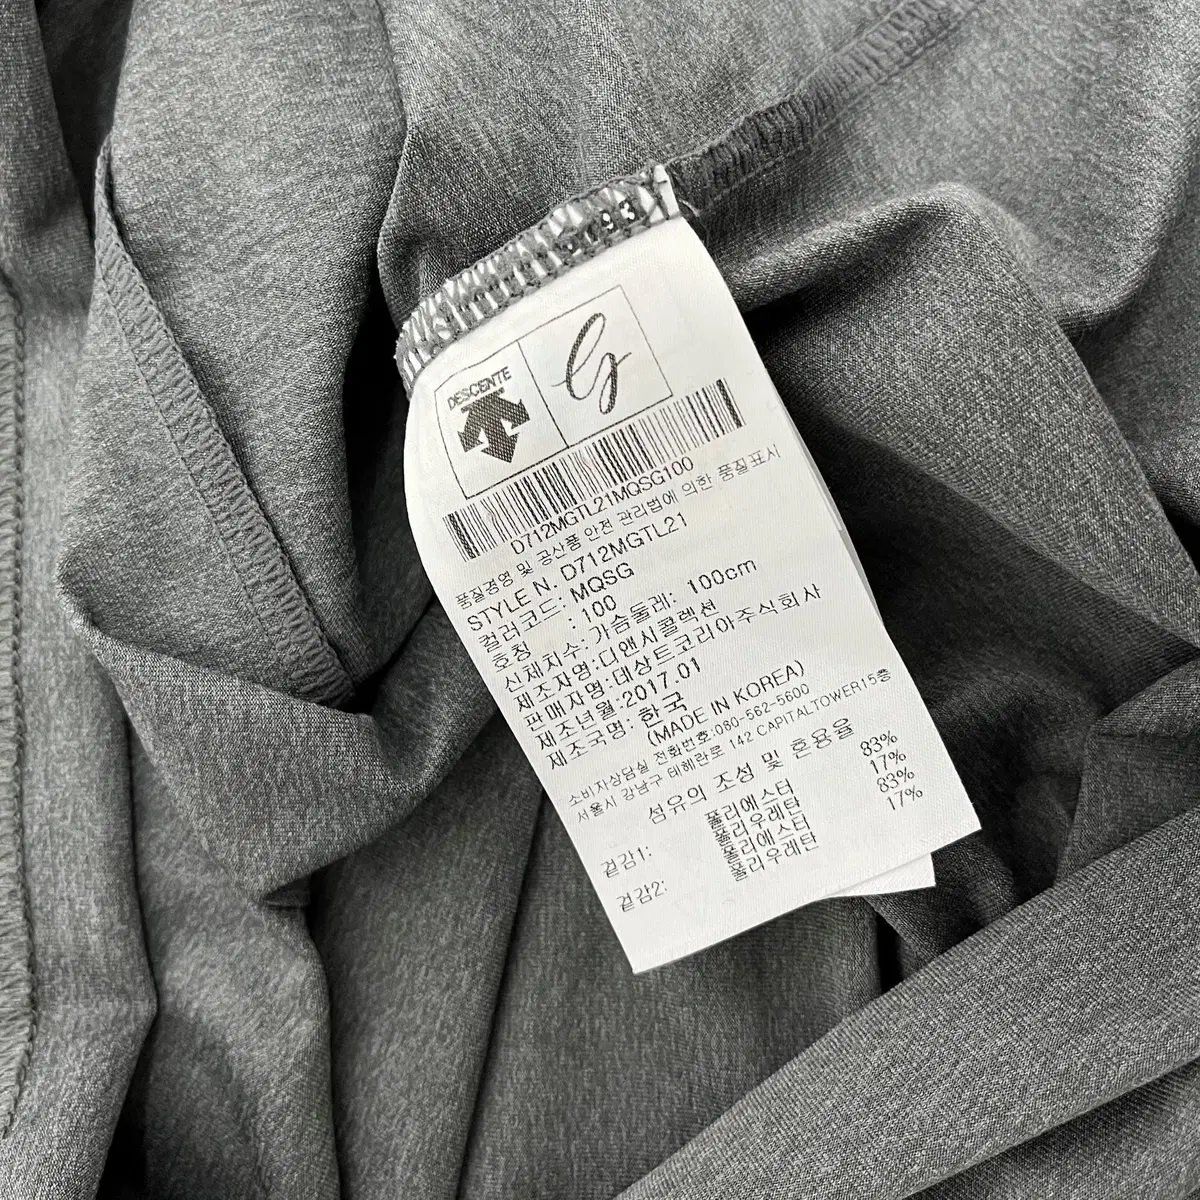 DESCENTE
G
D712MGTL21MQSG100
품질경영 및 공산품 안전 관리법에 의한 품질표시
STYLE N. D712MGTL21
컬러코드: MQSG
호칭 : 100
신체치수: 가슴둘레: 100cm
제조자명:디앤시콜렉션
판매자명:데상트코리아주식회사
제조년월:2017.01
제조국명: 한국
(MADE IN KOREA)
소비자상담실 전화번호:080-562-5600
서울시 강남구 테헤란로 142 CAPITALTOWER15층
섬유의 조성 및 혼용율
겉감1: 폴리에스터 83%
폴리우레탄 17%
겉감2: 폴리에스터 83%
폴리우레탄 17%